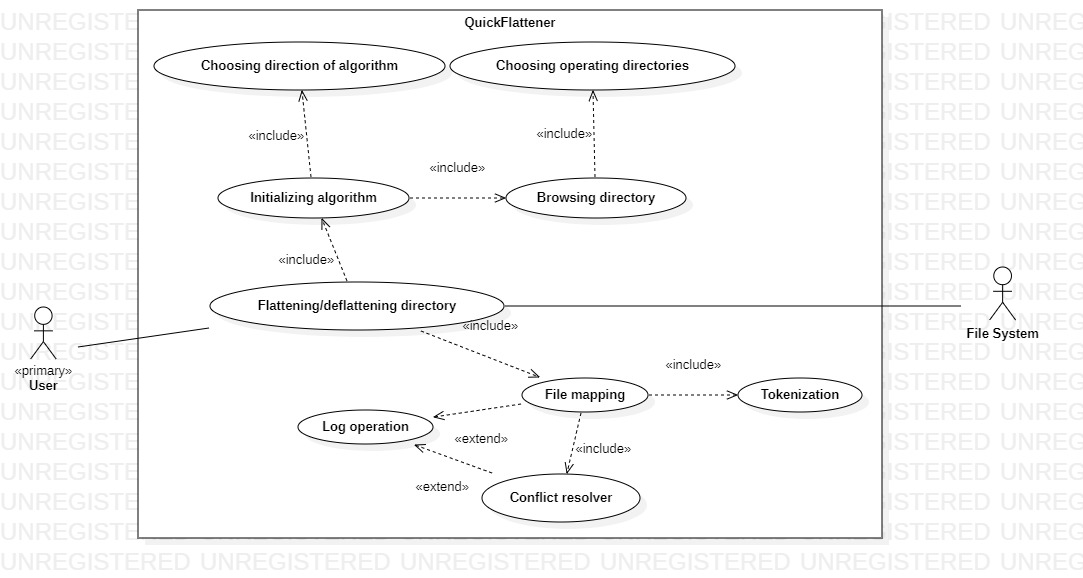 QuickFlattener
Choosing direction of algorithm
Choosing operating directories
«include»
«include»
«include»
Initializing algorithm
Browsing directory
«include»
Flattening/deflattening directory
«include»
«primary»
User
File System
«include»
File mapping
Tokenization
Log operation
«extend»
«include»
«extend»
Conflict resolver
UNREGISTERED UNREGISTERED UNREGISTERED UNREGISTERED UNREGISTERED UNREG